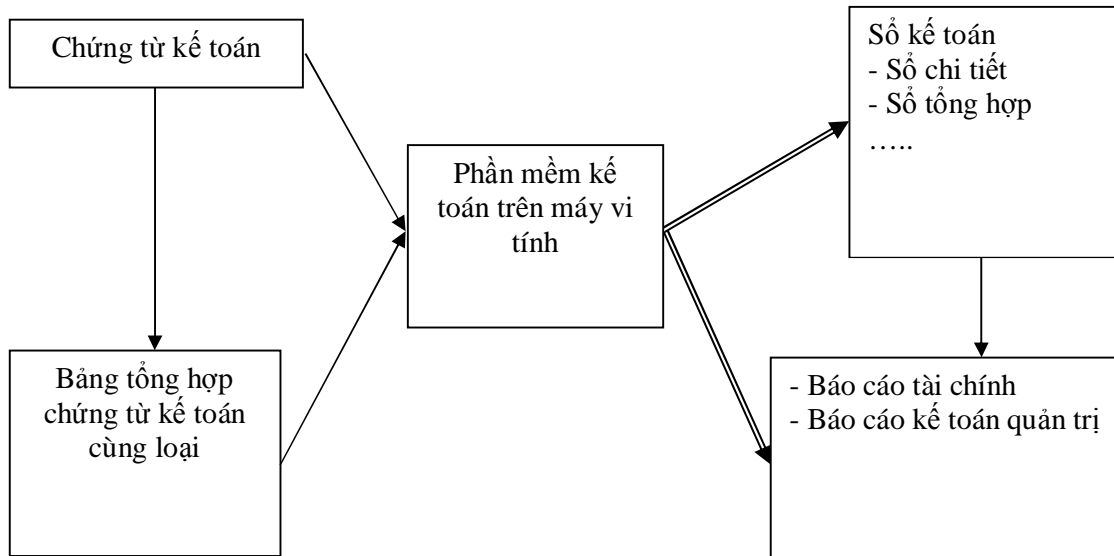 Chứng từ kế toán
Sổ kế toán
- Sổ chi tiết
- Sổ tổng hợp
…..
Phần mềm kế
toán trên máy vi
tính
Bảng tổng hợp
chứng từ kế toán
cùng loại
- Báo cáo tài chính
- Báo cáo kế toán quản trị